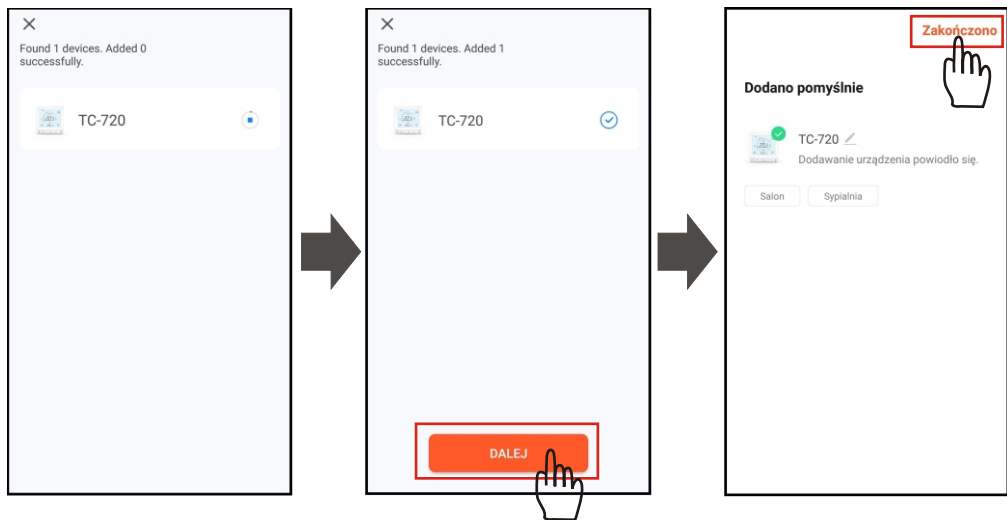 Found 1 devices. Added 0
successfully.
TC-720
Found 1 devices. Added 1
successfully.
TC-720
DALEJ
Zakończono
Dodano pomyślnie
TC-720
Dodawanie urządzenia powiodło się.
Salon
Sypialnia